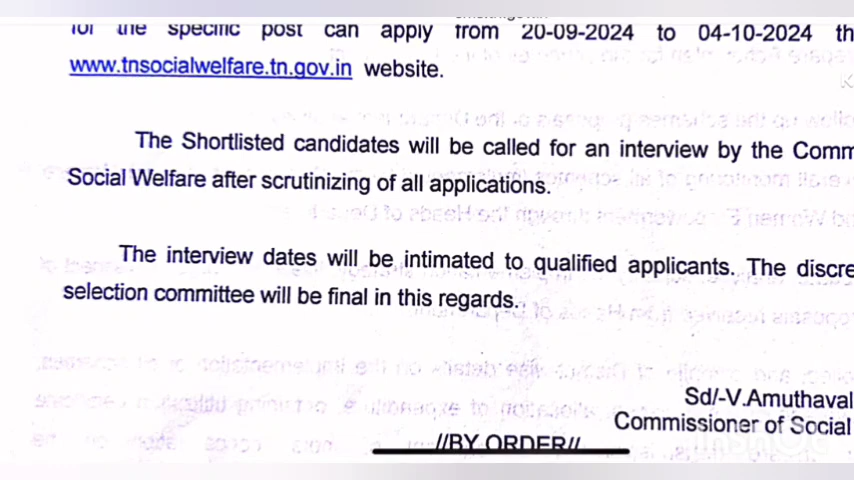 for the specific post can apply from 20-09-2024 to 04-10-2024 th
www.tnsocialwelfare.tn.gov.in website.
The Shortlisted candidates will be called for an interview by the Comm
Social Welfare after scrutinizing of all applications.
The interview dates will be intimated to qualified applicants. The discre
selection committee will be final in this regards.
Sd/-V.Amuthaval
Commissioner of Social
//BY ORDER//